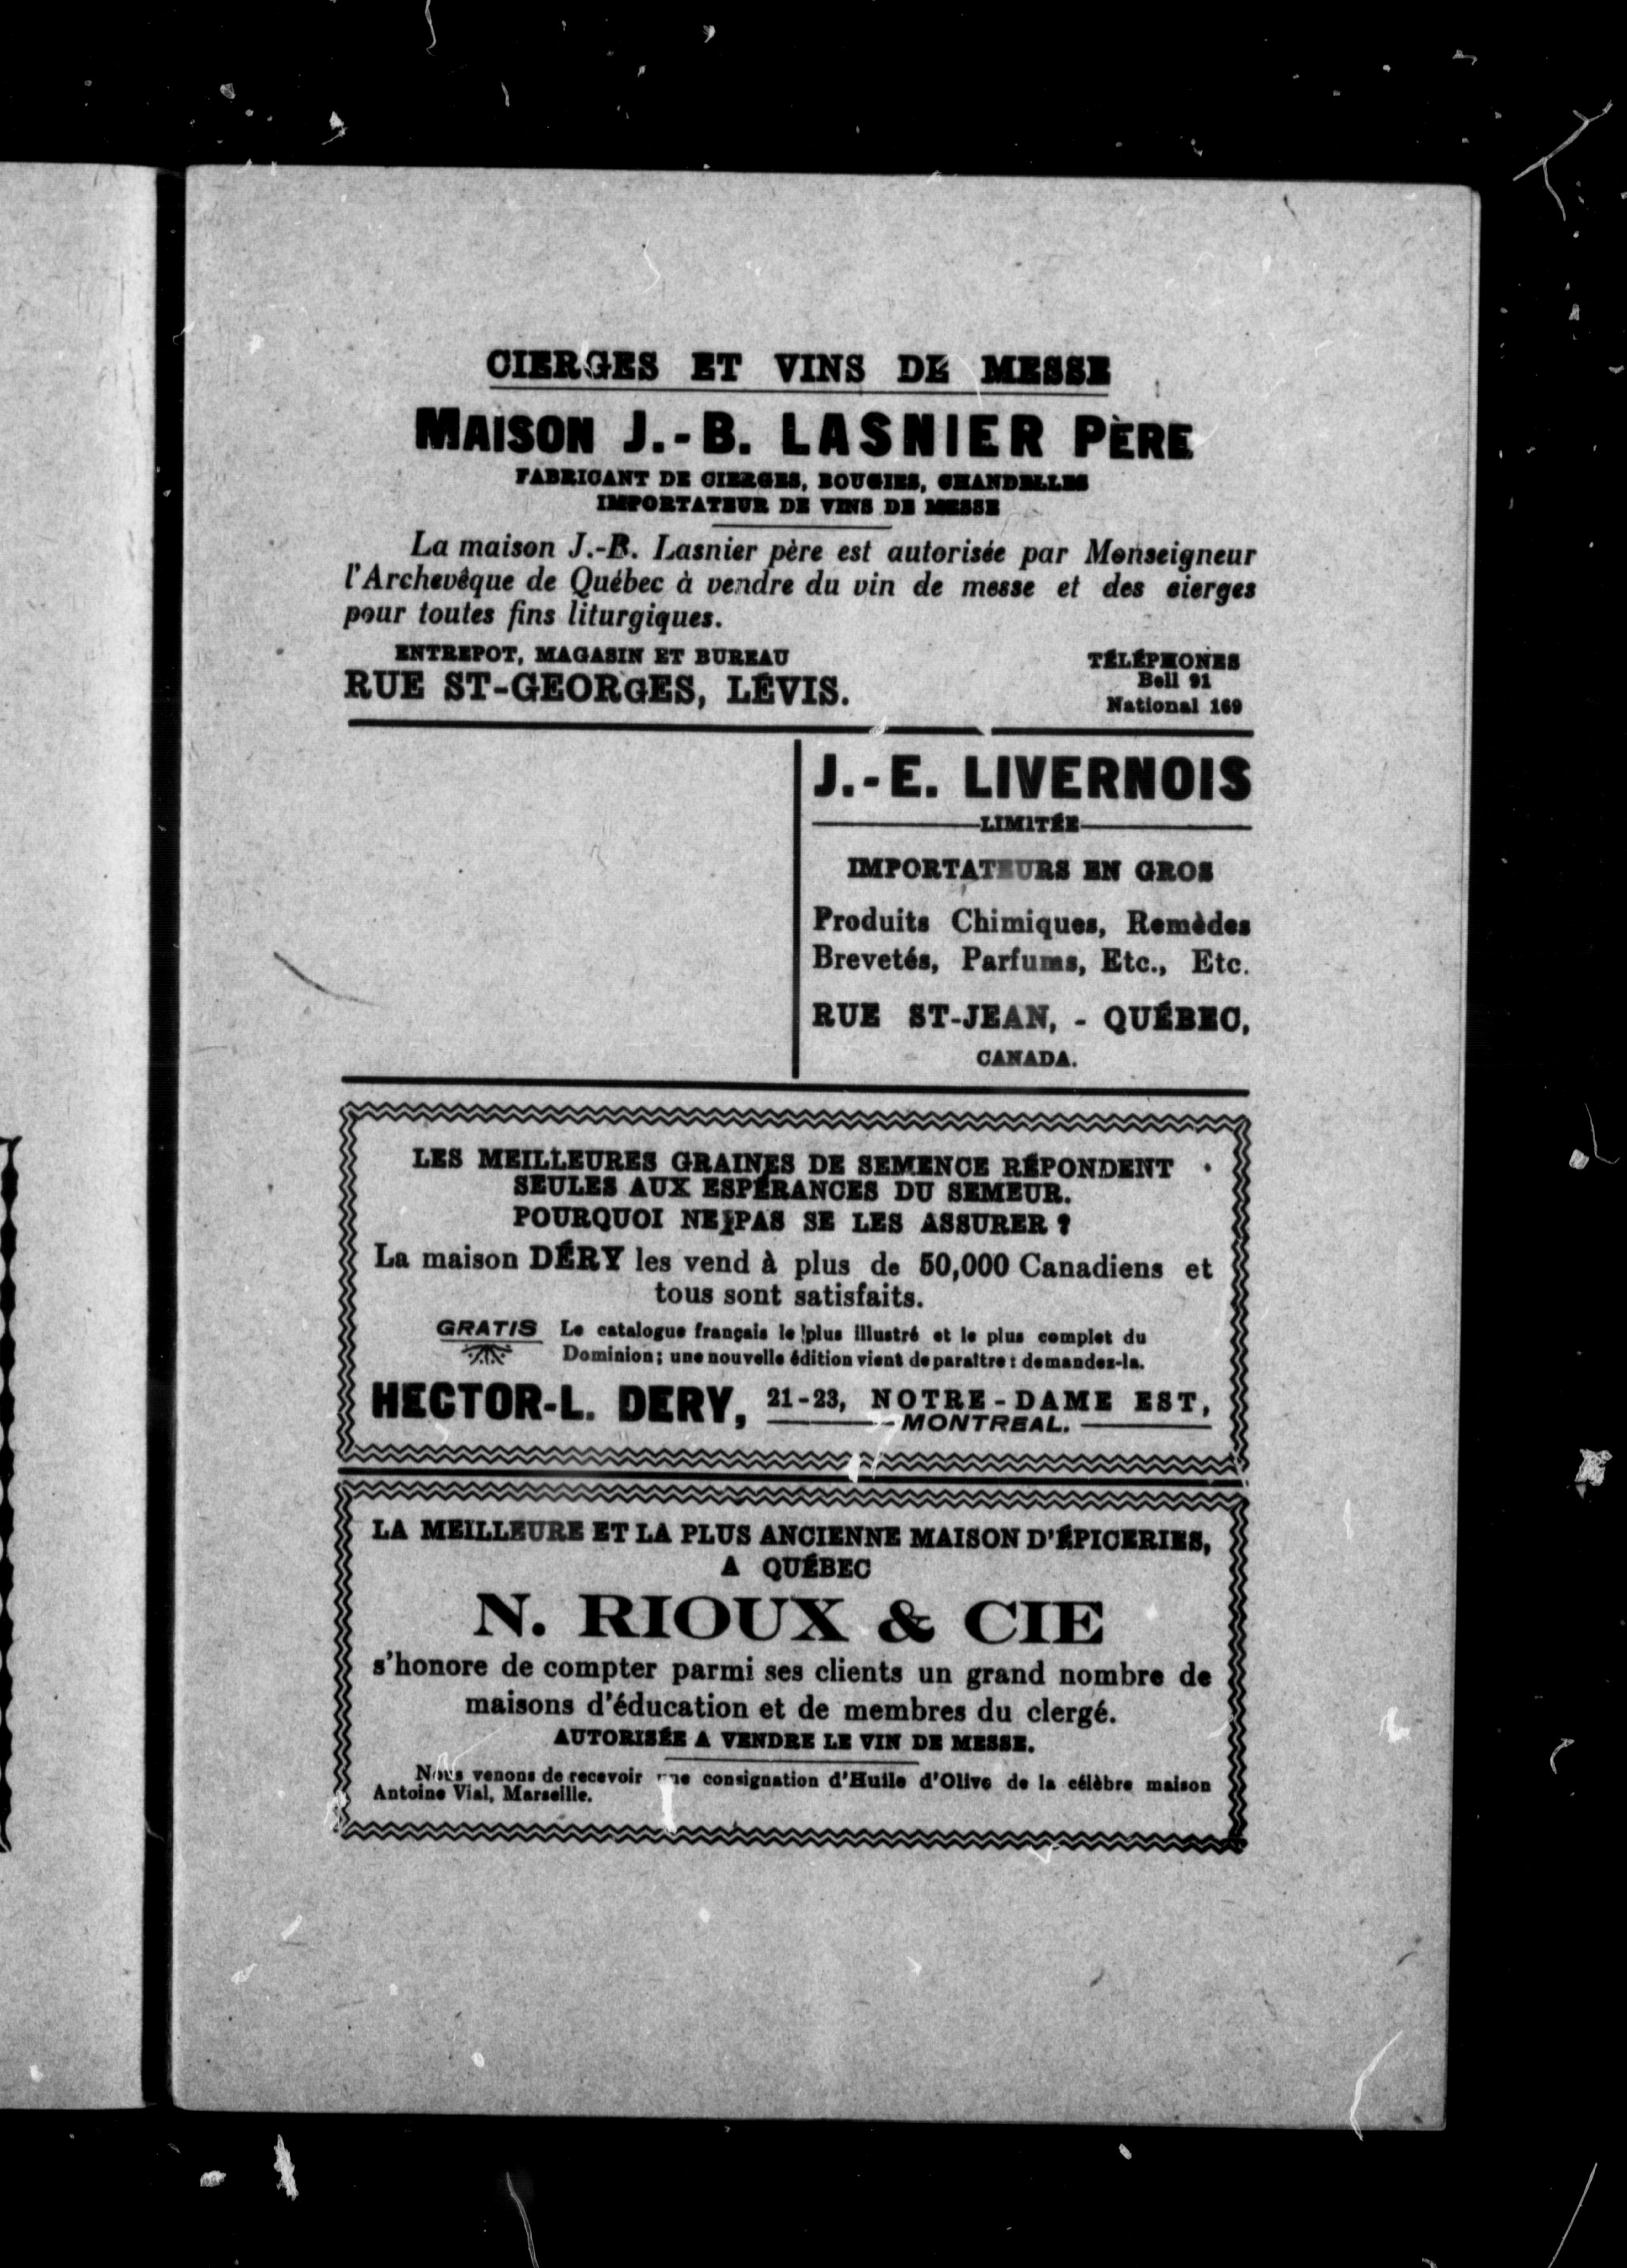 CIERGES ET VINS DE MESSE
MAISON J.-B. LASNIER PÈRE
FABRICANT DE CIERGES, BOUGIES, CHANDELLES
IMPORTATEUR DE VINS DE MESSE
La maison J.-B. Lasnier père est autorisée par Monseigneur
l'Archevêque de Québec à vendre du vin de messe et des cierges
pour toutes fins liturgiques.
ENTREPOT, MAGASIN ET BUREAU
RUE ST-GEORGES, LÉVIS.
TÉLÉPHONES
Bell 91
National 169
J.-E. LIVERNOIS
LIMITÉE
IMPORTATEURS EN GROS
Produits Chimiques, Remèdes
Brevetés, Parfums, Etc., Etc.
RUE ST-JEAN, - QUÉBEC,
CANADA.
LES MEILLEURES GRAINES DE SEMENCE RÉPONDENT
SEULES AUX ESPÉRANCES DU SEMEUR.
POURQUOI NE PAS SE LES ASSURER ?
La maison DÉRY les vend à plus de 50,000 Canadiens et
tous sont satisfaits.
GRATIS Le catalogue français le plus illustré et le plus complet du
Dominion; une nouvelle édition vient de paraître : demandez-la.
HECTOR-L. DERY, 21-23, NOTRE-DAME EST,
MONTREAL.
LA MEILLEURE ET LA PLUS ANCIENNE MAISON D'ÉPICERIES,
A QUÉBEC
N. RIOUX & CIE
s'honore de compter parmi ses clients un grand nombre de
maisons d'éducation et de membres du clergé.
AUTORISÉE A VENDRE LE VIN DE MESSE.
Nous venons de recevoir une consignation d'Huile d'Olive de la célèbre maison
Antoine Vial, Marseille.